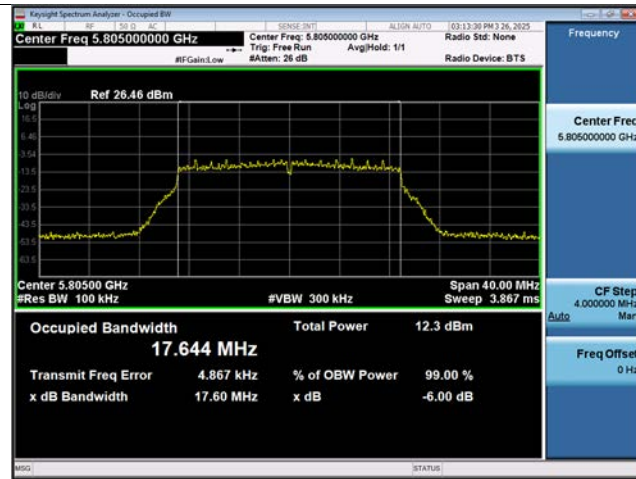 Keysight Spectrum Analyzer - Occupied BW
RL RF 50 Ω AC SENSE:INT ALIGN AUTO 03:13:30 PM 3 26, 2025
Center Freq 5.805000000 GHz
Center Freq: 5.805000000 GHz
Radio Std: None
Trig: Free Run Avg|Hold: 1/1
#IFGain:Low
#Atten: 26 dB
Radio Device: BTS
10 dB/div Ref 26.46 dBm
Log
16.5
6.46
-3.54
-13.5
-23.5
-33.5
-43.5
-53.5
-63.5
Center 5.80500 GHz Span 40.00 MHz
#Res BW 100 kHz #VBW 300 kHz Sweep 3.867 ms
Occupied Bandwidth Total Power 12.3 dBm
17.644 MHz
Transmit Freq Error 4.867 kHz % of OBW Power 99.00 %
x dB Bandwidth 17.60 MHz x dB -6.00 dB
MSG STATUS
Frequency
Center Freq
5.805000000 GHz
CF Step
4.000000 MHz
Auto Man
Freq Offset
0 Hz